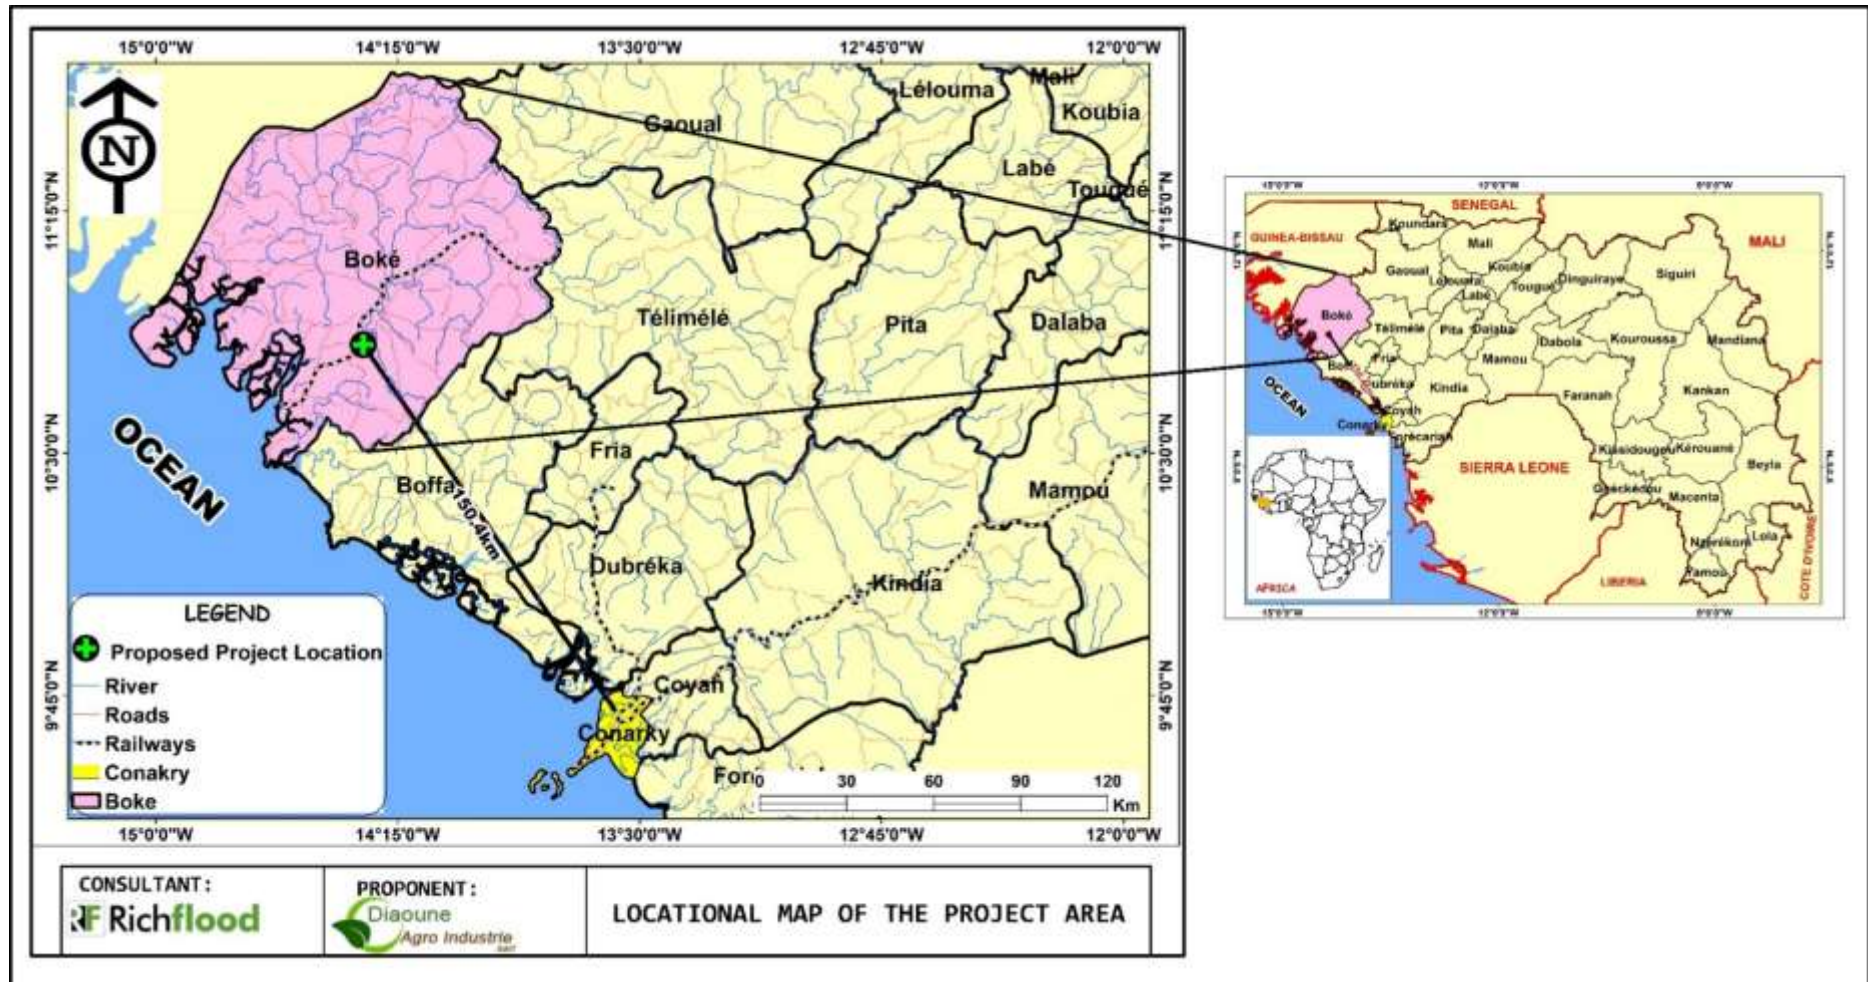 15°0'0"W 14°15'0"W 13°30'0"W 12°45'0"W 12°0'0"W
N
Mali
Lélouma
Koubia
Gaoual
Labé
Tougué
11°15'0"N
11°15'0"N
Boké
Télimélé
Pita
Dalaba
OCEAN
10°30'0"N
10°30'0"N
Fria
Boffa
150.4km
Mamou
Dubréka
Kindia
Coyah
9°45'0"N
9°45'0"N
Conarky
For
LEGEND
Proposed Project Location
River
Roads
Railways
Conakry
Boke
0 30 60 90 120
Km
15°0'0"W 14°15'0"W 13°30'0"W 12°45'0"W 12°0'0"W
CONSULTANT:
RF Richflood
PROPONENT:
Diaoune
Agro Industrie
LOCATIONAL MAP OF THE PROJECT AREA
SENEGAL
GUINEA-BISSAU
MALI
Koundara
Mali
Gaoual
Koubia
Lélouma
Labé
Tougué
Dinguiraye
Siguiri
Boké
Télimélé
Pita
Dalaba
Fria
Mamou
Dabola
Kouroussa
Mandiana
OCEAN
Kindia
Faranah
Kankan
Coyah
SIERRA LEONE
Kissidougou
Kérouané
Beyla
Guéckédou
Macenta
Lola
Nzérékoré
Yamou
LIBERIA
COTE D'IVOIRE
AFRICA